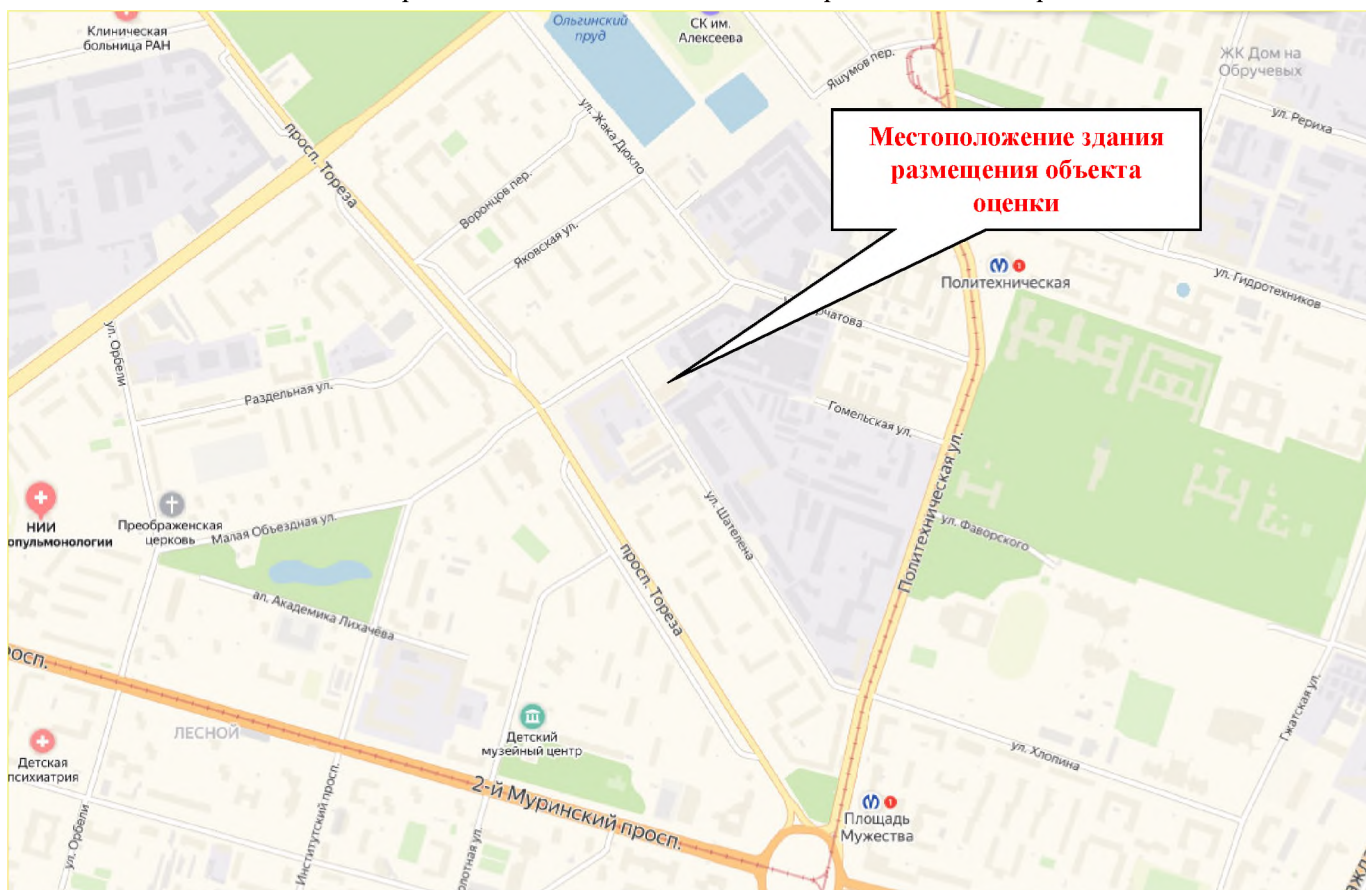 Клиническая
больница РАН
Ольгинский
пруд
СК им.
Алексеева
Яшумов пер.
ЖК Дом на
Обручевых
ул. Рериха
просп. Тореза
ул. Жака Дюкло
Местоположение здания
размещения объекта
оценки
Воронцов пер.
Яковская ул.
Политехническая
ул. Гидротехников
ул. Орбели
Раздельная ул.
Гомельская ул.
Политехническая ул.
НИИ
Преображенская
церковь
Малая Объездная ул.
ул. Шателена
ул. Фаворского
просп. Тореза
ал. Академика Лихачёва
ЛЕСНОЙ
Детский
музейный центр
Детская
психиатрия
ул. Хлопина
Гжатская ул.
2-й Муринский просп.
Институтский просп.
ул. Орбели
Площадь
Мужества